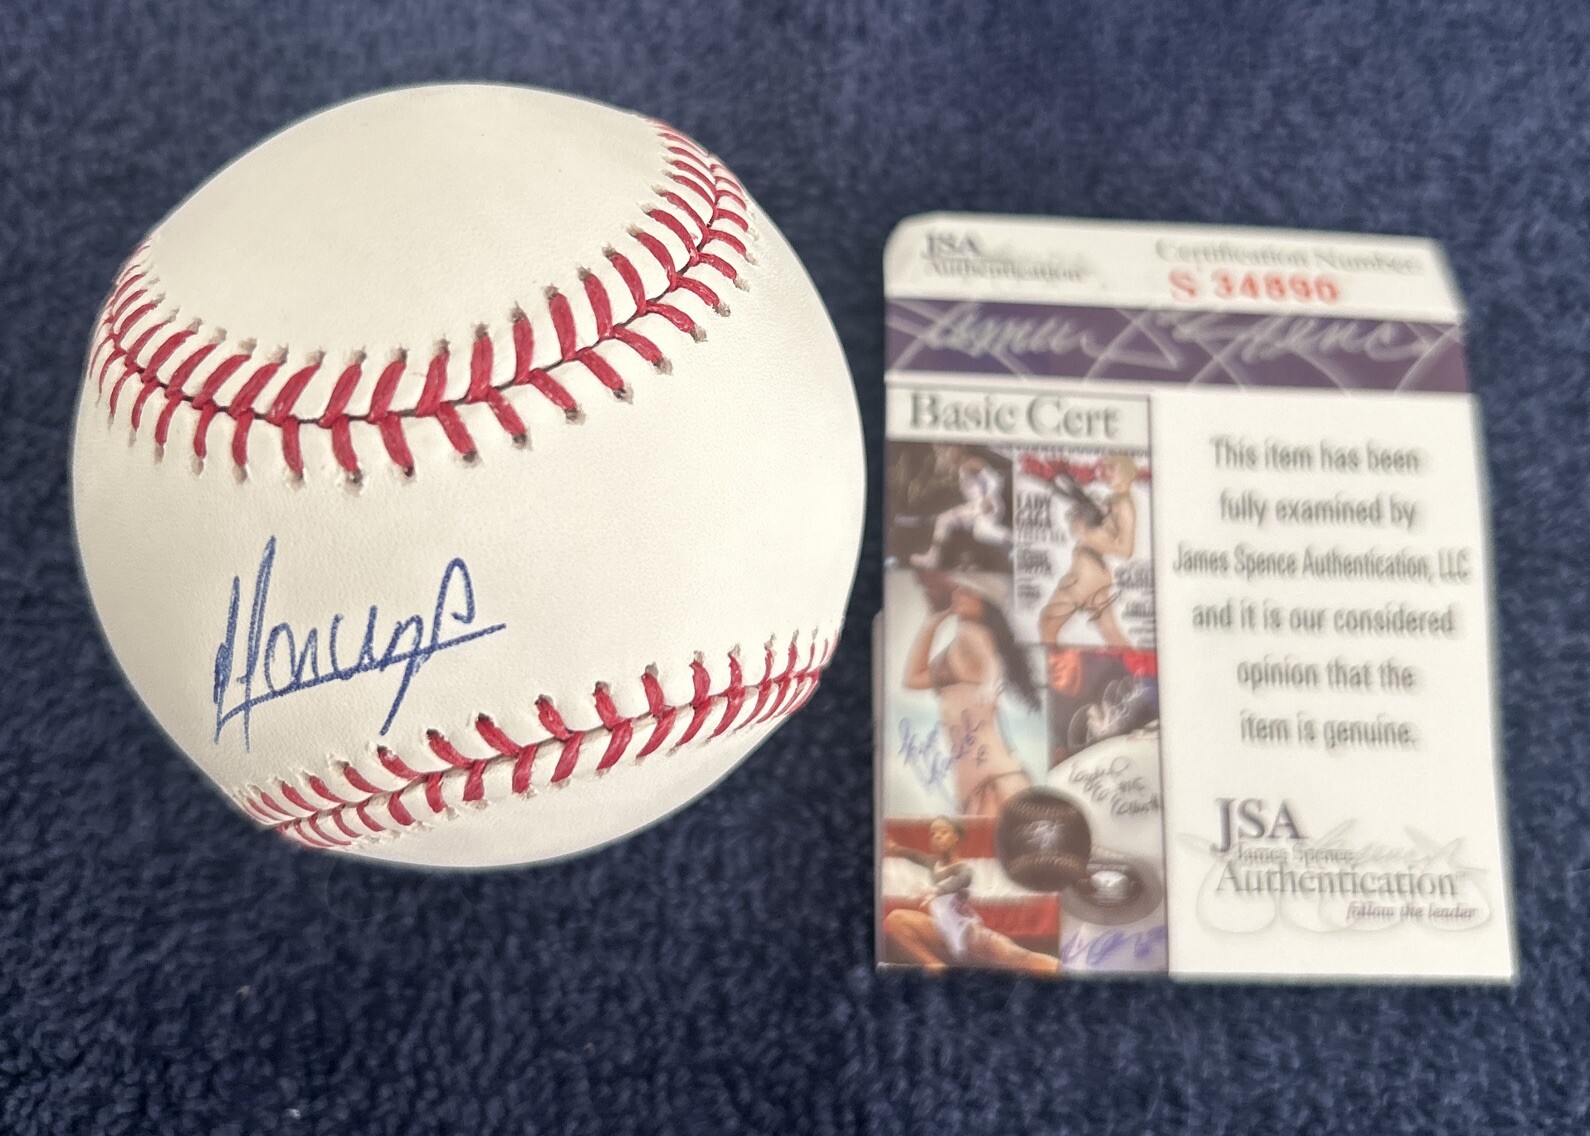 JSA
Authentication
Certification Number:
S 34890
Basic Cert
LADY
GAGA
This item has been
fully examined by
James Spence Authentication, LLC
and it is our considered
opinion that the
item is genuine.
JSA
James Spence
Authentication
follow the leader